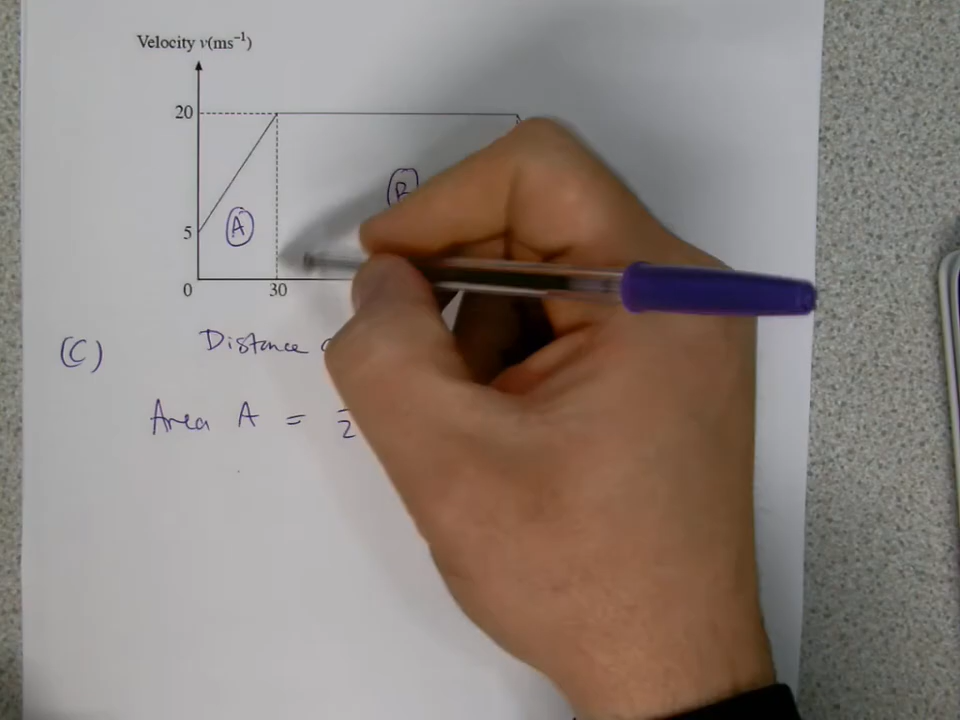 Velocity v(ms⁻¹)
20
B
A
5
0 30
(C) Distance
Area A = 1/2